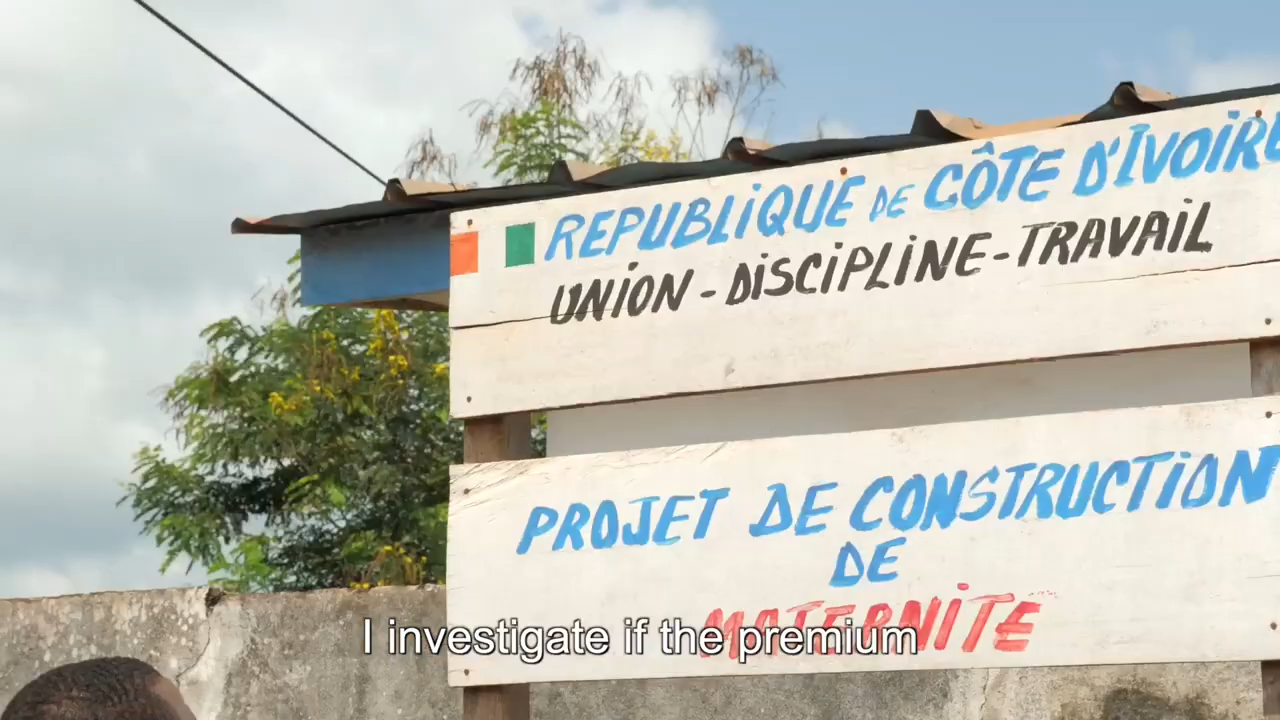 REPUBLIQUE DE CÔTE D'IVOIRE
UNION - DISCIPLINE - TRAVAIL
PROJET DE CONSTRUCTION
DE
MATERNITE
I investigate if the premium